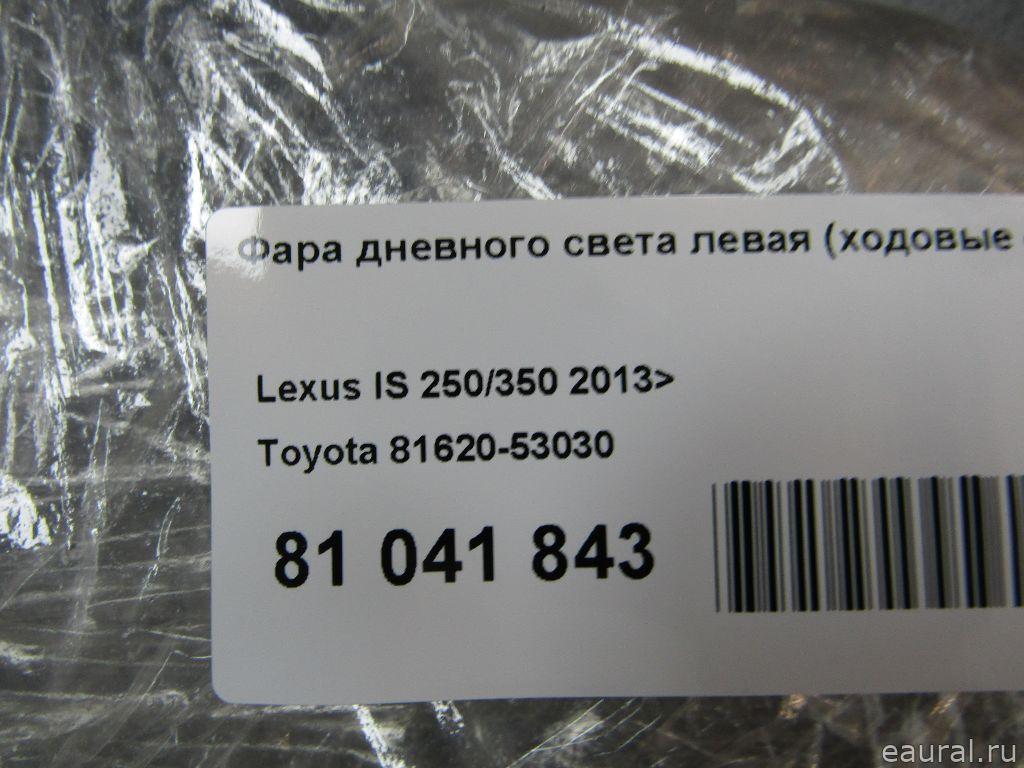 Фара дневного света левая (ходовые
Lexus IS 250/350 2013>
Toyota 81620-53030
81 041 843
eaural.ru